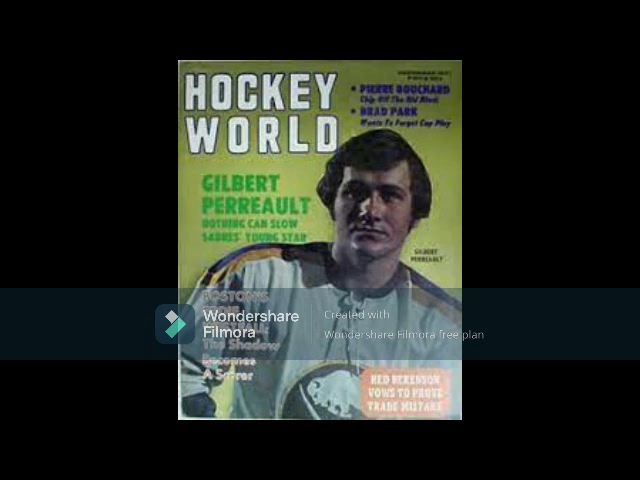 HOCKEY
WORLD
• PIERRE BOUCHARD
Chip Off The Old Block
• BRAD PARK
Wants To Forget Cup Play
GILBERT
PERREAULT
NOTHING CAN SLOW
SABRES' YOUNG STAR
GILBERT
PERREAULT
BOSTON'S
The Shadow
Becomes
A Scorer
Wondershare
Filmora
Created with
Wondershare Filmora free plan
RED BERENSON
VOWS TO PROVE
TRADE MISTAKE